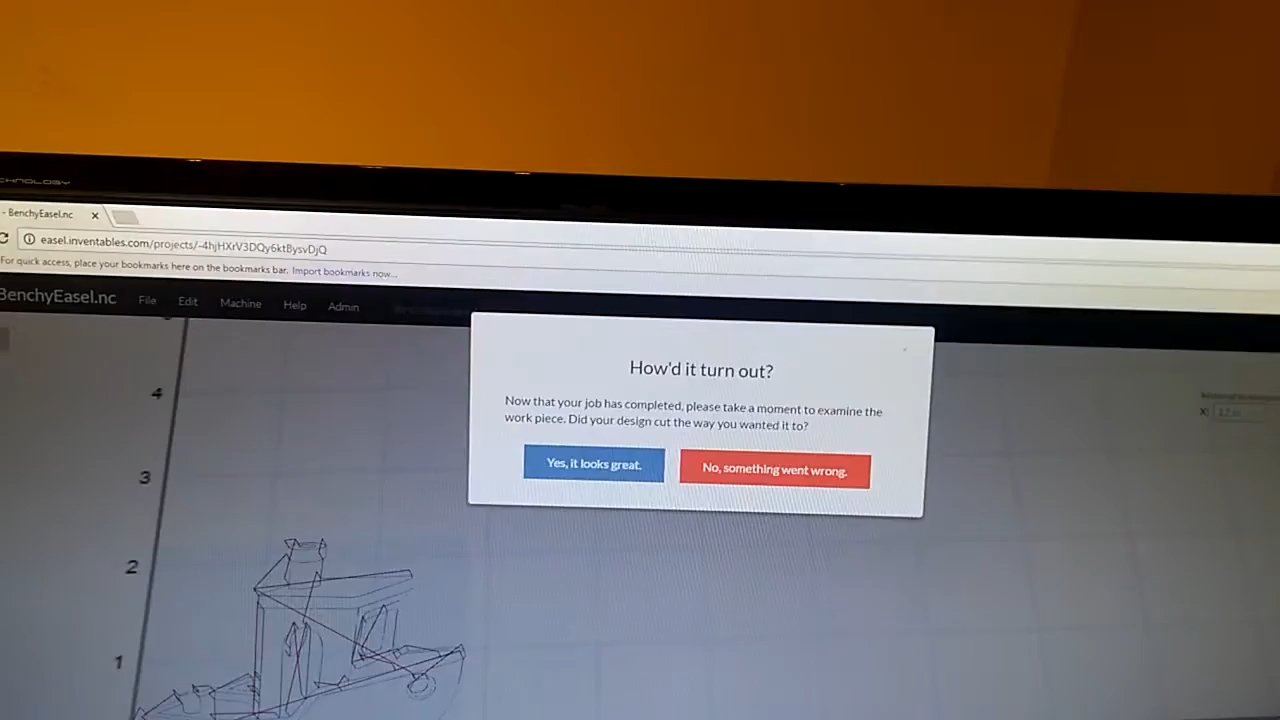 CHNOLOGY
- BenchyEasel.nc
easel.inventables.com/projects/-4hjHXrV3DQy6ktBysvDjQ
For quick access, place your bookmarks here on the bookmarks bar. Import bookmarks now...
BenchyEasel.nc File Edit Machine Help Admin
How'd it turn out?
Now that your job has completed, please take a moment to examine the
work piece. Did your design cut the way you wanted it to?
Yes, it looks great. No, something went wrong.
X: 12 in
4
3
2
1